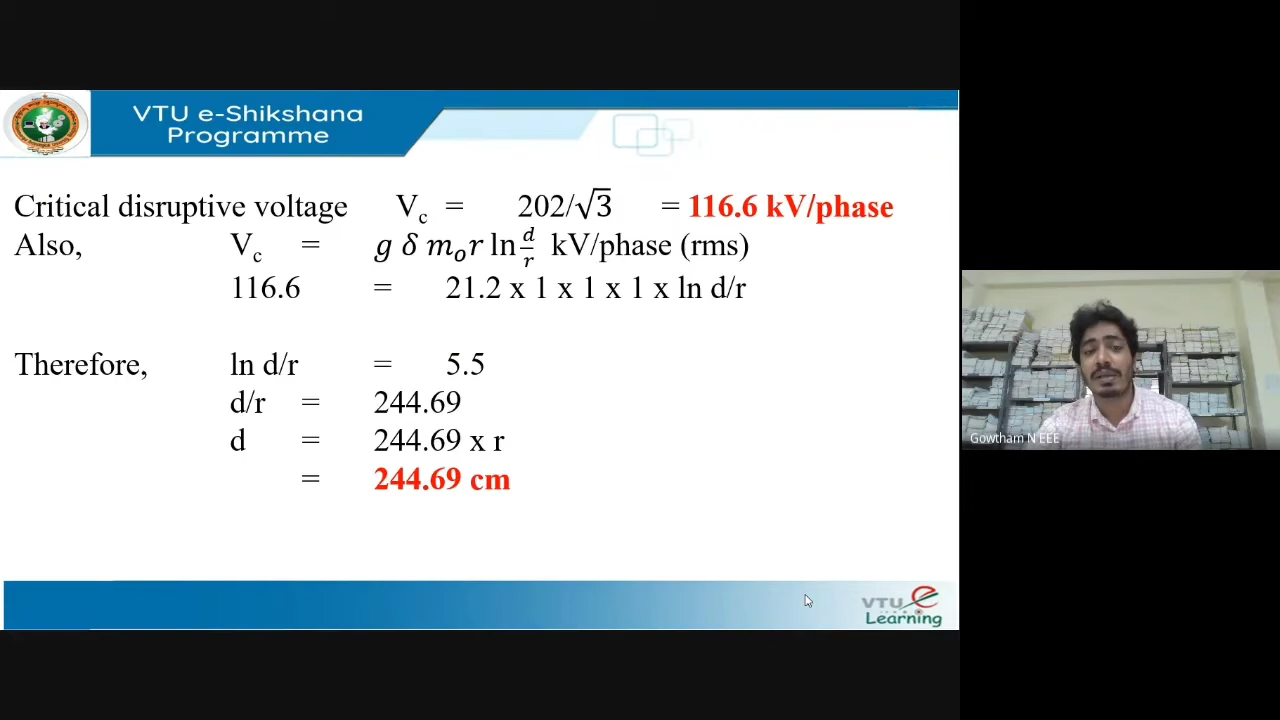 VTU e-Shikshana
Programme
Critical disruptive voltage V_c = 202/√3 = 116.6 kV/phase
Also, V_c = g δ m_o r ln d/r kV/phase (rms)
116.6 = 21.2 x 1 x 1 x 1 x ln d/r
Therefore, ln d/r = 5.5
d/r = 244.69
d = 244.69 x r
= 244.69 cm
Gowtham N EEE
VTU e
Learning